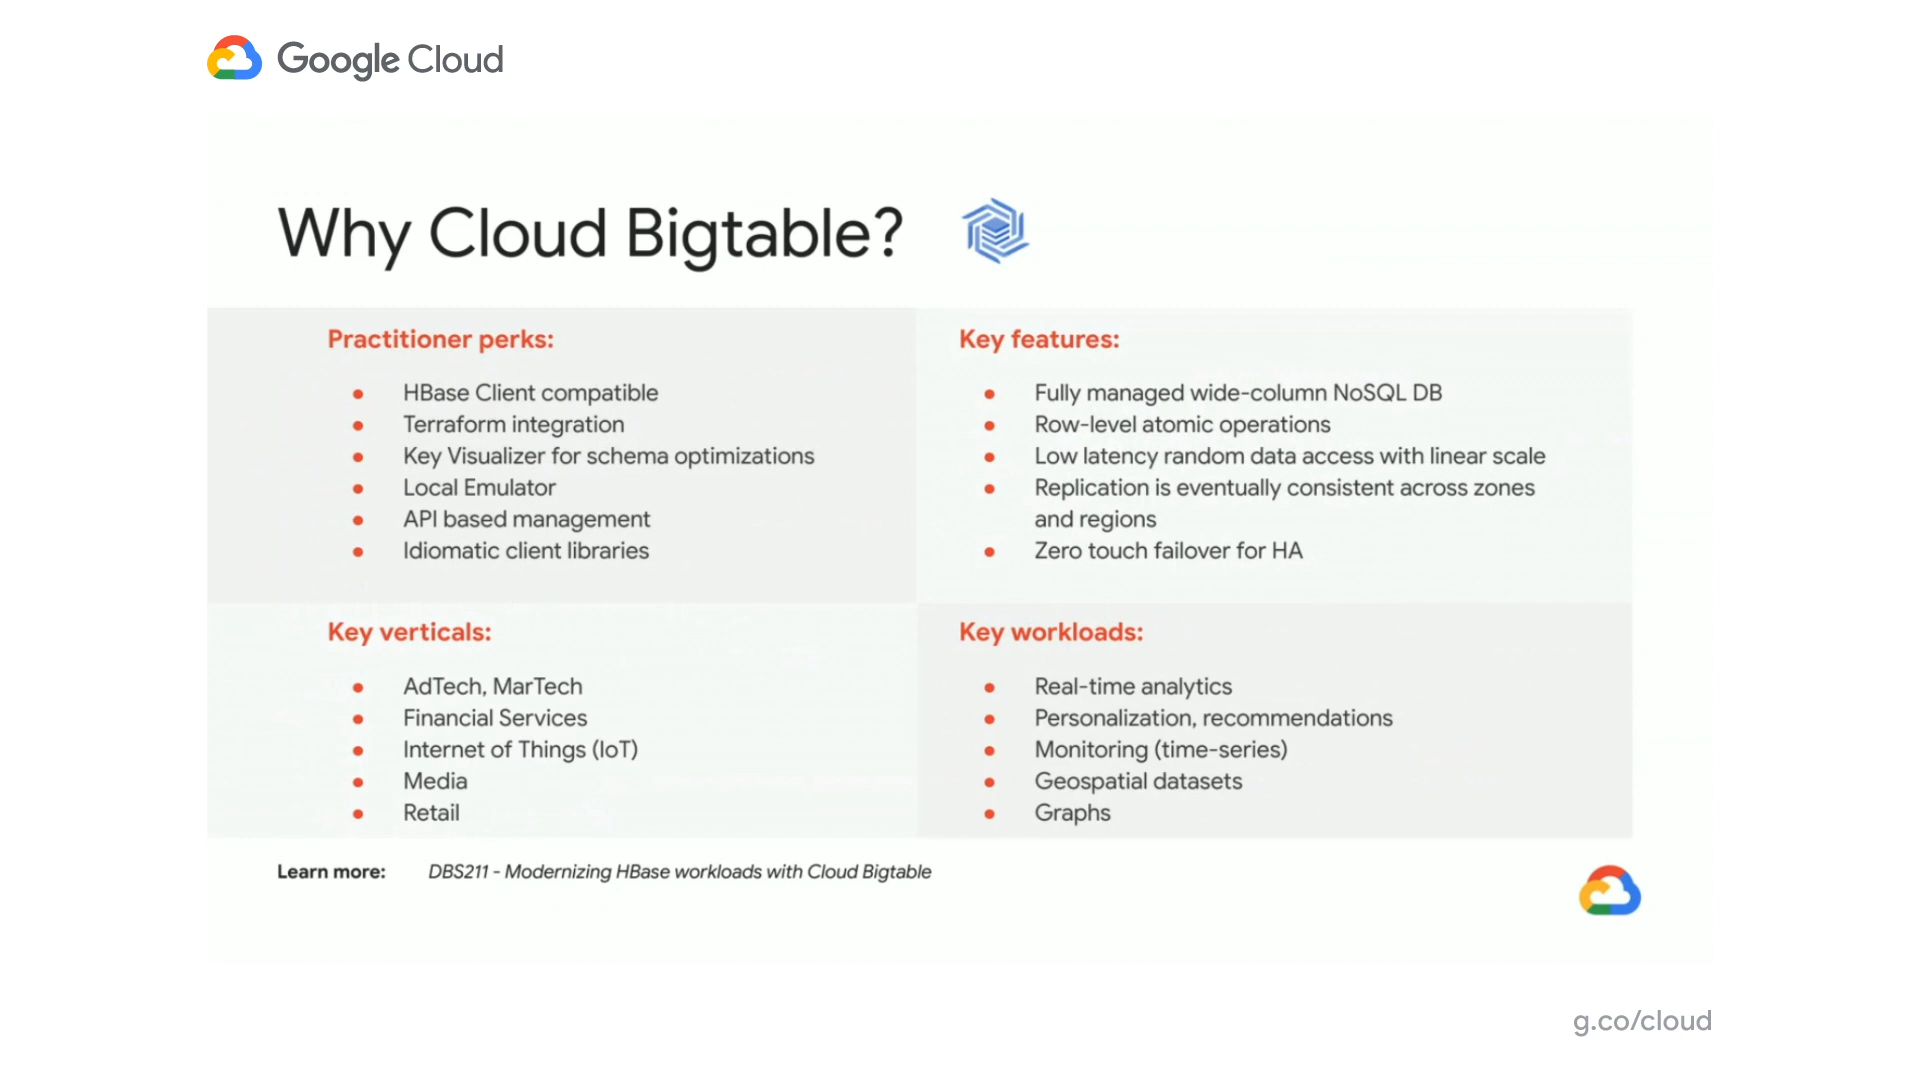 Google Cloud
Why Cloud Bigtable?
Practitioner perks:
HBase Client compatible
Terraform integration
Key Visualizer for schema optimizations
Local Emulator
API based management
Idiomatic client libraries
Key features:
Fully managed wide-column NoSQL DB
Row-level atomic operations
Low latency random data access with linear scale
Replication is eventually consistent across zones
and regions
Zero touch failover for HA
Key verticals:
AdTech, MarTech
Financial Services
Internet of Things (IoT)
Media
Retail
Key workloads:
Real-time analytics
Personalization, recommendations
Monitoring (time-series)
Geospatial datasets
Graphs
Learn more: DBS211 - Modernizing HBase workloads with Cloud Bigtable
g.co/cloud